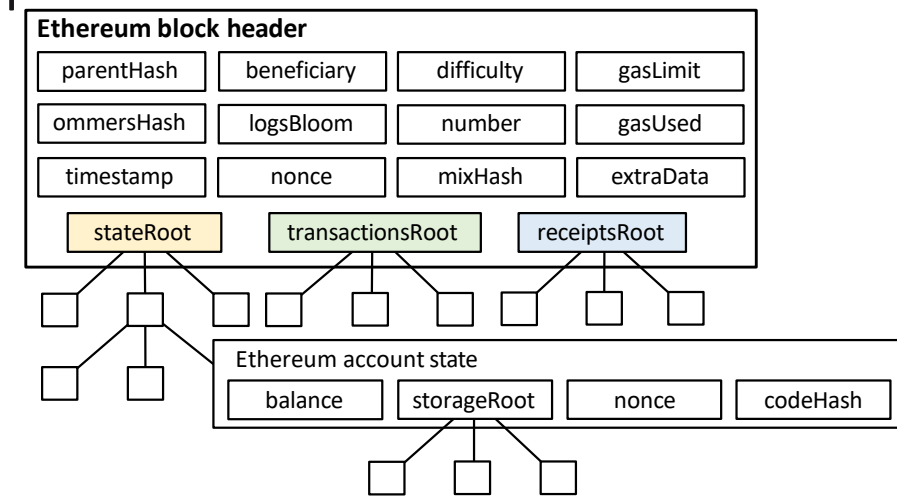 Ethereum block header
parentHash beneficiary difficulty gasLimit
ommersHash logsBloom number gasUsed
timestamp nonce mixHash extraData
stateRoot transactionsRoot receiptsRoot
Ethereum account state
balance storageRoot nonce codeHash